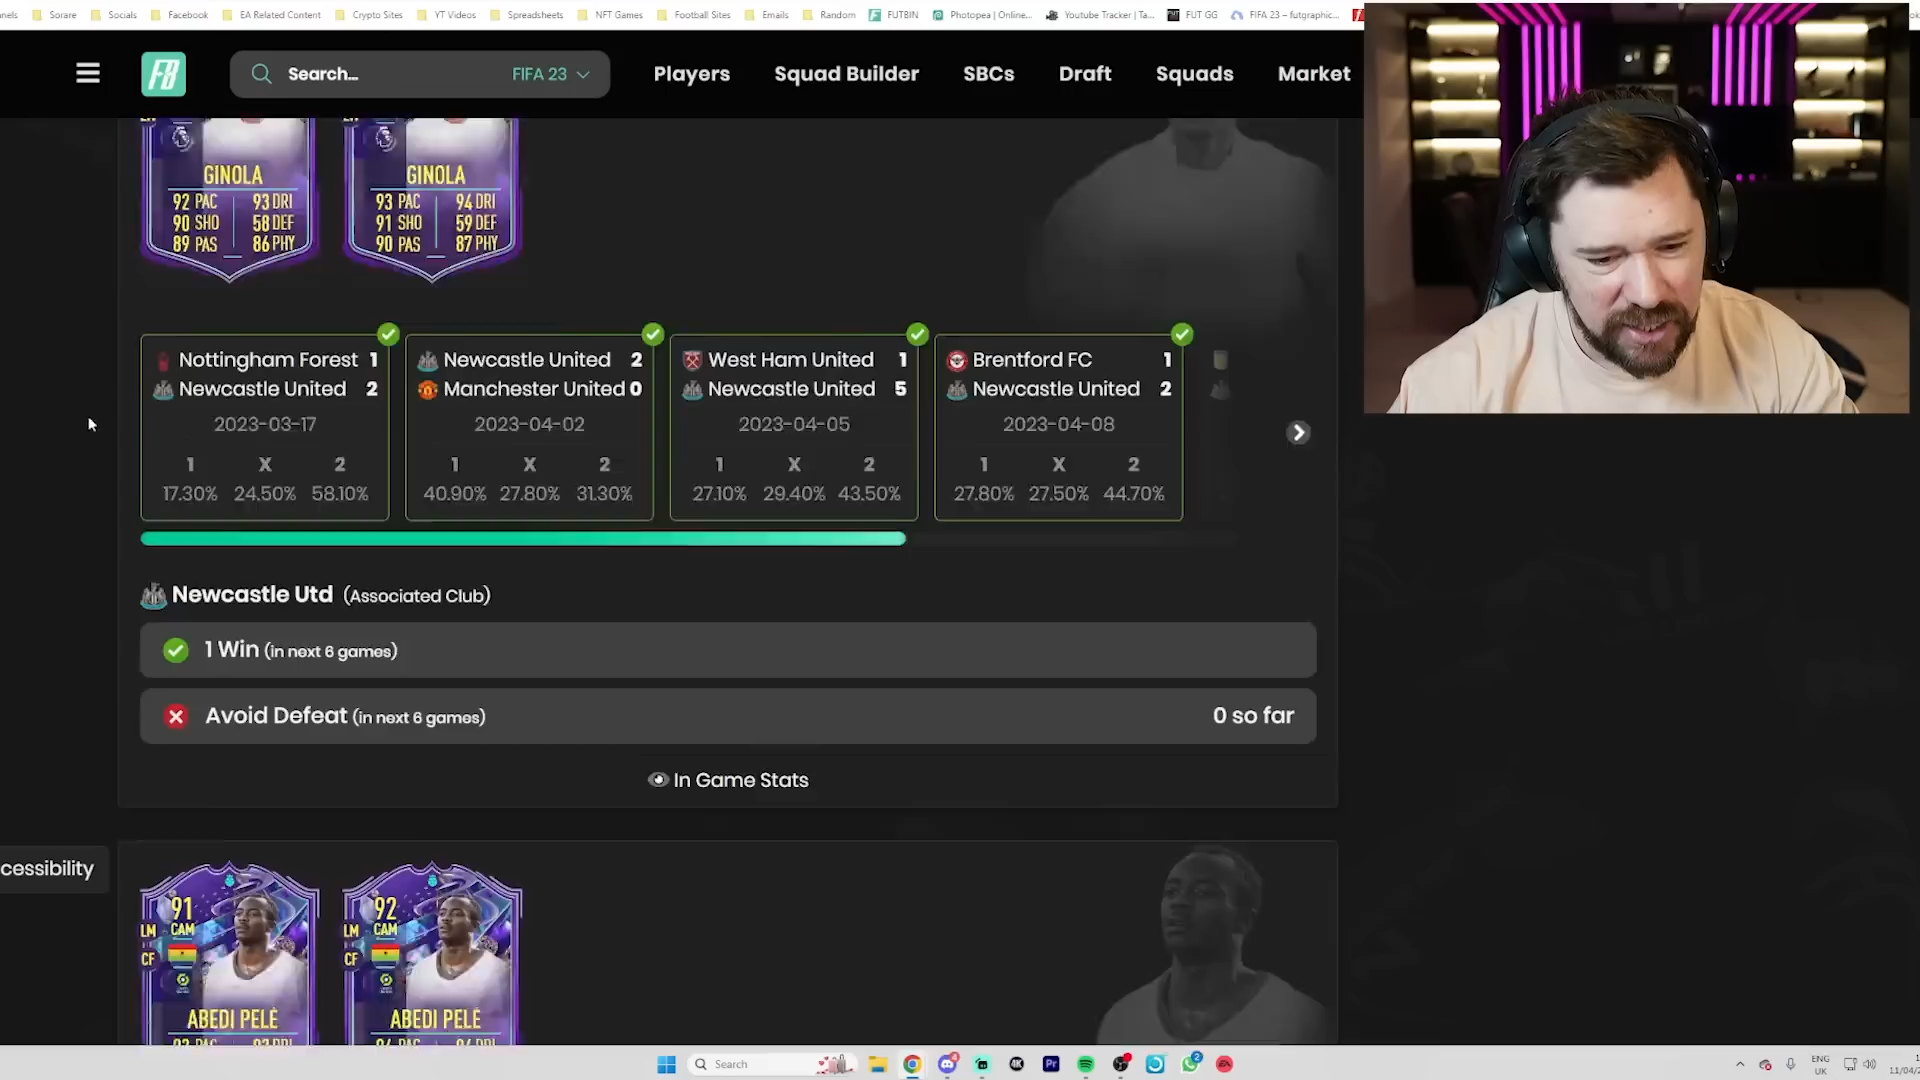 Sorare Socials Facebook EA Related Content Crypto Sites YT Videos Spreadsheets NFT Games Football Sites Emails Random FUTBIN Photopea | Online... Youtube Tracker | Ta... FUT GG FIFA 23 – futgraphic...
Search... FIFA 23 Players Squad Builder SBCs Draft Squads Market
GINOLA GINOLA
92 PAC 93 DRI 93 PAC 94 DRI
90 SHO 58 DEF 91 SHO 59 DEF
89 PAS 86 PHY 90 PAS 87 PHY
Nottingham Forest 1 Newcastle United 2 West Ham United 1 Brentford FC 1
Newcastle United 2 Manchester United 0 Newcastle United 5 Newcastle United 2
2023-03-17 2023-04-02 2023-04-05 2023-04-08
1 X 2 1 X 2 1 X 2 1 X 2
17.30% 24.50% 58.10% 40.90% 27.80% 31.30% 27.10% 29.40% 43.50% 27.80% 27.50% 44.70%
Newcastle Utd (Associated Club)
1 Win (in next 6 games)
Avoid Defeat (in next 6 games) 0 so far
In Game Stats
cessibility
91 92
LM CAM LM CAM
CF CF
ABEDI PELÉ ABEDI PELÉ
Search ENG
UK 11/04/2